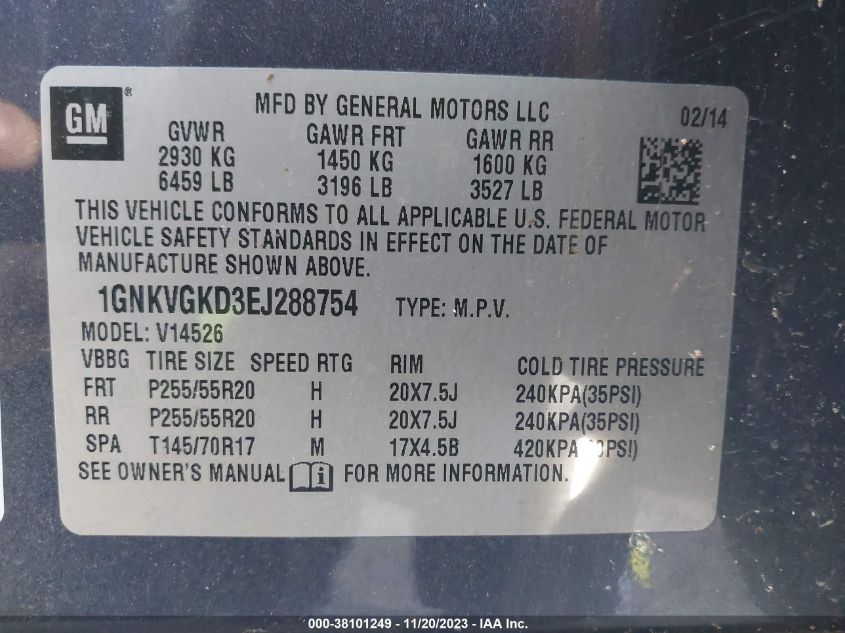 GM®
MFD BY GENERAL MOTORS LLC
02/14
GVWR GAWR FRT GAWR RR
2930 KG 1450 KG 1600 KG
6459 LB 3196 LB 3527 LB
THIS VEHICLE CONFORMS TO ALL APPLICABLE U.S. FEDERAL MOTOR
VEHICLE SAFETY STANDARDS IN EFFECT ON THE DATE OF
MANUFACTURE SHOWN ABOVE.
1GNKVGKD3EJ288754 TYPE: M.P.V.
MODEL: V14526
VBBG TIRE SIZE SPEED RTG RIM COLD TIRE PRESSURE
FRT P255/55R20 H 20X7.5J 240KPA(35PSI)
RR P255/55R20 H 20X7.5J 240KPA(35PSI)
SPA T145/70R17 M 17X4.5B 420KPA
SEE OWNER'S MANUAL i FOR MORE INFORMATION.
000-38101249 - 11/20/2023 - IAA Inc.